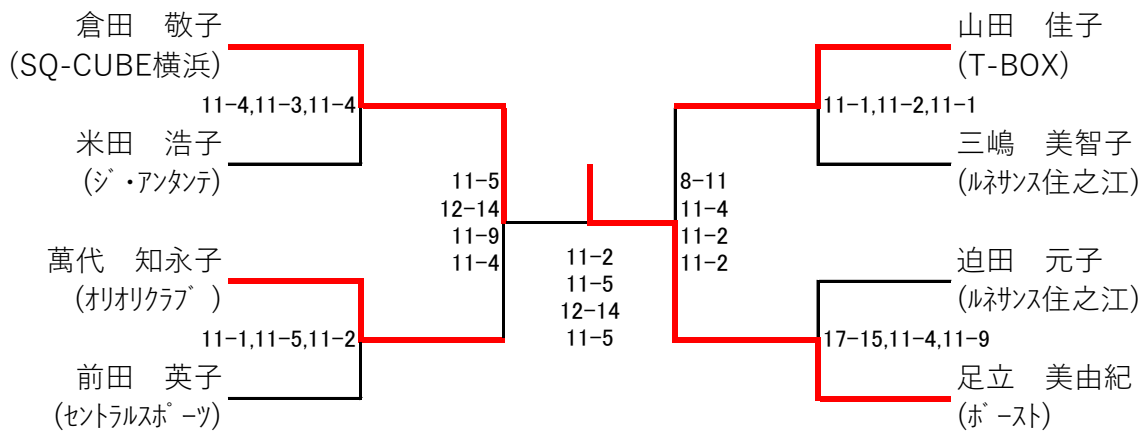 倉田　敬子
(SQ-CUBE横浜)
11-4,11-3,11-4
米田　浩子
(ジ・アンタンテ)
11-5
12-14
11-9
11-4
萬代　知永子
(オリオリクラブ)
11-1,11-5,11-2
前田　英子
(セントラルスポーツ)
11-2
11-5
12-14
11-5
山田　佳子
(T-BOX)
11-1,11-2,11-1
三嶋　美智子
(ルネサンス住之江)
8-11
11-4
11-2
11-2
迫田　元子
(ルネサンス住之江)
17-15,11-4,11-9
足立　美由紀
(ボースト)